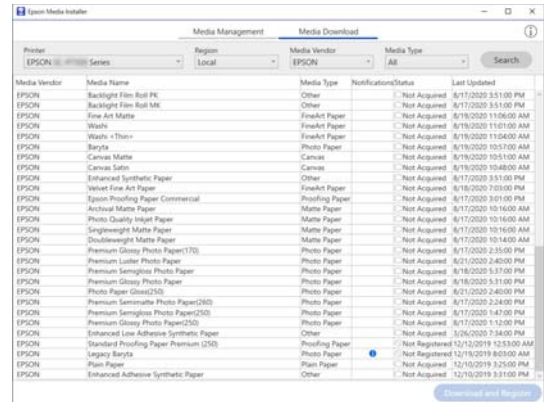 Epson Media Installer
Media Management Media Download
Printer Region Media Vendor Media Type
EPSON Series Local EPSON All Search
Media Vendor Media Name Media Type Notifications Status Last Updated
EPSON Backlight Film Roll PK Other Not Acquired 8/17/2020 3:51:00 PM
EPSON Backlight Film Roll MK Other Not Acquired 8/17/2020 3:51:00 PM
EPSON Fine Art Matte FineArt Paper Not Acquired 8/19/2020 11:06:00 AM
EPSON Washi FineArt Paper Not Acquired 8/19/2020 11:01:00 AM
EPSON Washi <Thin> FineArt Paper Not Acquired 8/19/2020 11:04:00 AM
EPSON Baryta Photo Paper Not Acquired 8/19/2020 10:57:00 AM
EPSON Canvas Matte Canvas Not Acquired 8/19/2020 10:51:00 AM
EPSON Canvas Satin Canvas Not Acquired 8/19/2020 10:48:00 AM
EPSON Enhanced Synthetic Paper Other Not Acquired 8/17/2020 3:51:00 PM
EPSON Velvet Fine Art Paper FineArt Paper Not Acquired 8/18/2020 7:03:00 PM
EPSON Epson Proofing Paper Commercial Proofing Paper Not Acquired 8/17/2020 3:01:00 PM
EPSON Archival Matte Paper Matte Paper Not Acquired 8/17/2020 10:16:00 AM
EPSON Photo Quality Inkjet Paper Matte Paper Not Acquired 8/17/2020 10:16:00 AM
EPSON Singleweight Matte Paper Matte Paper Not Acquired 8/17/2020 10:16:00 AM
EPSON Doubleweight Matte Paper Matte Paper Not Acquired 8/17/2020 10:14:00 AM
EPSON Premium Glossy Photo Paper(170) Photo Paper Not Acquired 8/17/2020 2:35:00 PM
EPSON Premium Luster Photo Paper Photo Paper Not Acquired 8/21/2020 2:40:00 PM
EPSON Premium Semigloss Photo Paper Photo Paper Not Acquired 8/18/2020 5:37:00 PM
EPSON Premium Glossy Photo Paper Photo Paper Not Acquired 8/18/2020 5:31:00 PM
EPSON Photo Paper Gloss(250) Photo Paper Not Acquired 8/21/2020 2:40:00 PM
EPSON Premium Semimatte Photo Paper(260) Photo Paper Not Acquired 8/17/2020 2:24:00 PM
EPSON Premium Semigloss Photo Paper(250) Photo Paper Not Acquired 8/17/2020 1:47:00 PM
EPSON Premium Glossy Photo Paper(250) Photo Paper Not Acquired 8/17/2020 1:12:00 PM
EPSON Enhanced Low Adhesive Synthetic Paper Other Not Acquired 3/26/2020 7:34:00 PM
EPSON Standard Proofing Paper Premium (250) Proofing Paper Not Registered 12/12/2019 12:53:00 AM
EPSON Legacy Baryta Photo Paper Not Registered 12/19/2019 8:03:00 AM
EPSON Plain Paper Plain Paper Not Acquired 12/10/2019 3:25:00 PM
EPSON Enhanced Adhesive Synthetic Paper Other Not Acquired 12/10/2019 3:31:00 PM
Download and Register